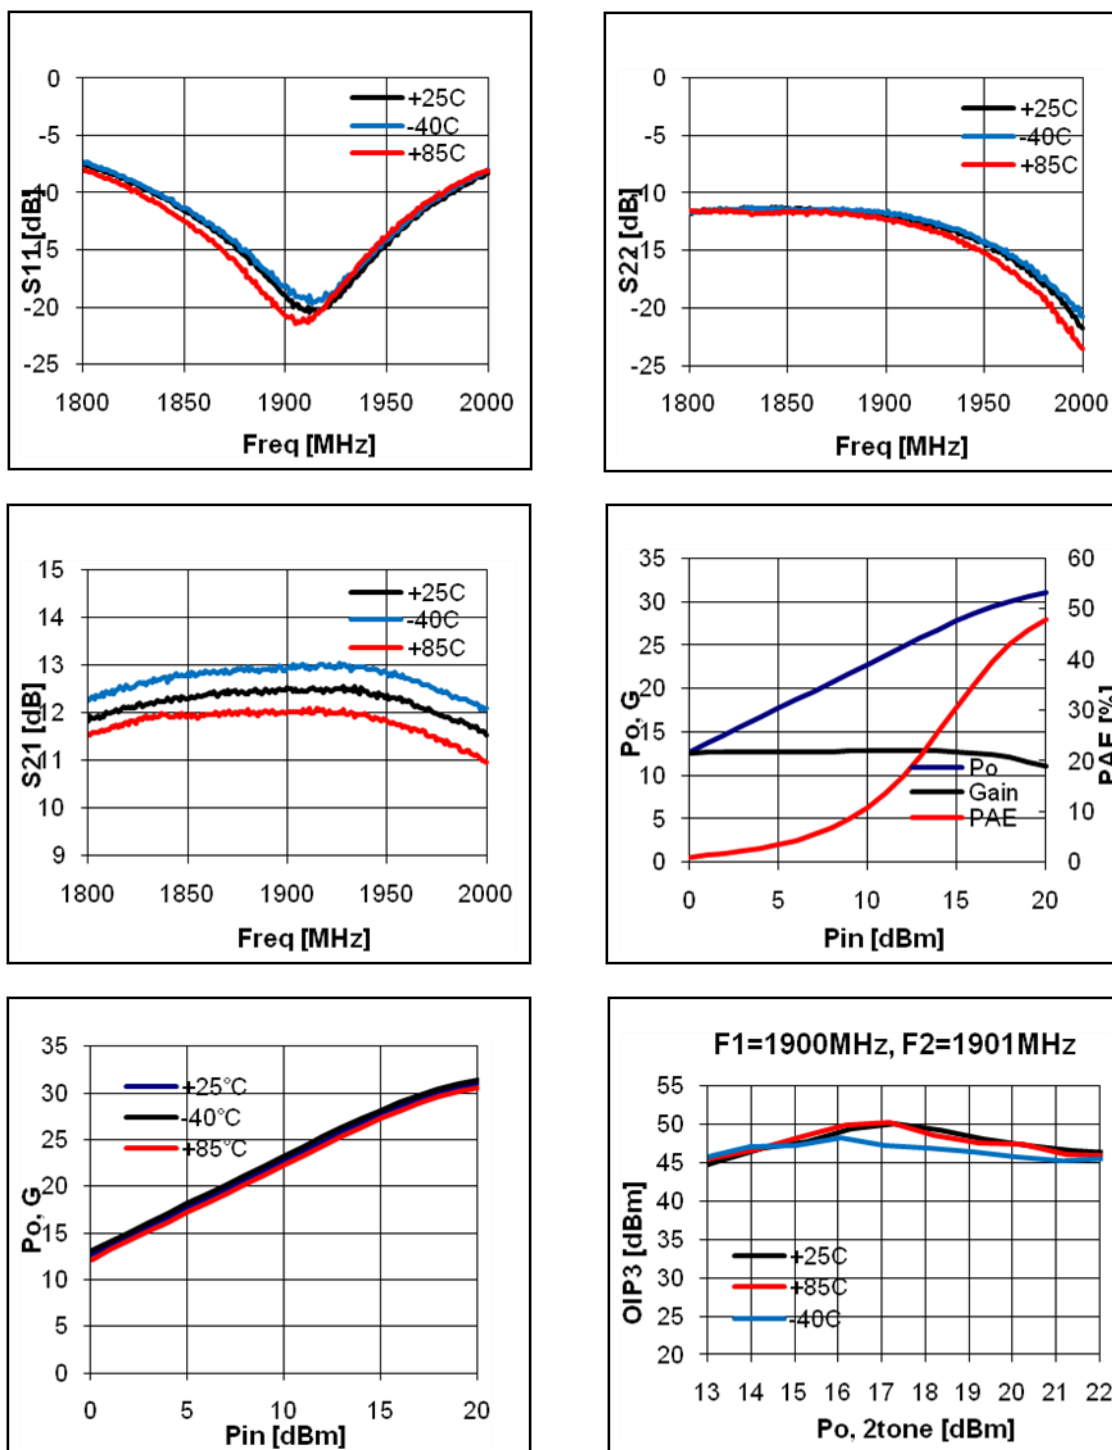 0
-5
-10
-15
-20
-25
S11 [dB]
+25C
-40C
+85C
1800 1850 1900 1950 2000
Freq [MHz]
0
-5
-10
-15
-20
-25
S22 [dB]
+25C
-40C
+85C
1800 1850 1900 1950 2000
Freq [MHz]
15
14
13
12
11
10
9
S21 [dB]
+25C
-40C
+85C
1800 1850 1900 1950 2000
Freq [MHz]
35
30
25
20
15
10
5
0
Po, G
60
50
40
30
20
10
0
PAE [%]
Po
Gain
PAE
0 5 10 15 20
Pin [dBm]
35
30
25
20
15
10
5
0
Po, G
+25°C
-40°C
+85°C
0 5 10 15 20
Pin [dBm]
F1=1900MHz, F2=1901MHz
55
50
45
40
35
30
25
20
OIP3 [dBm]
+25C
+85C
-40C
13 14 15 16 17 18 19 20 21 22
Po, 2tone [dBm]